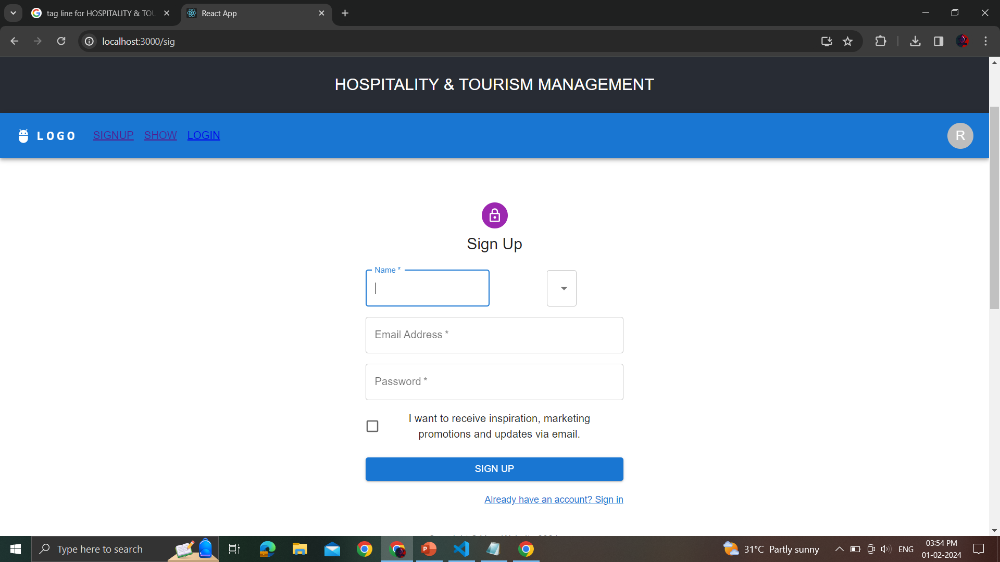 tag line for HOSPITALITY & TOU
React App
localhost:3000/sig
HOSPITALITY & TOURISM MANAGEMENT
LOGO SIGNUP SHOW LOGIN R
Sign Up
Name *
Email Address *
Password *
I want to receive inspiration, marketing
promotions and updates via email.
SIGN UP
Already have an account? Sign in
Type here to search
31°C Partly sunny
ENG
03:54 PM
01-02-2024